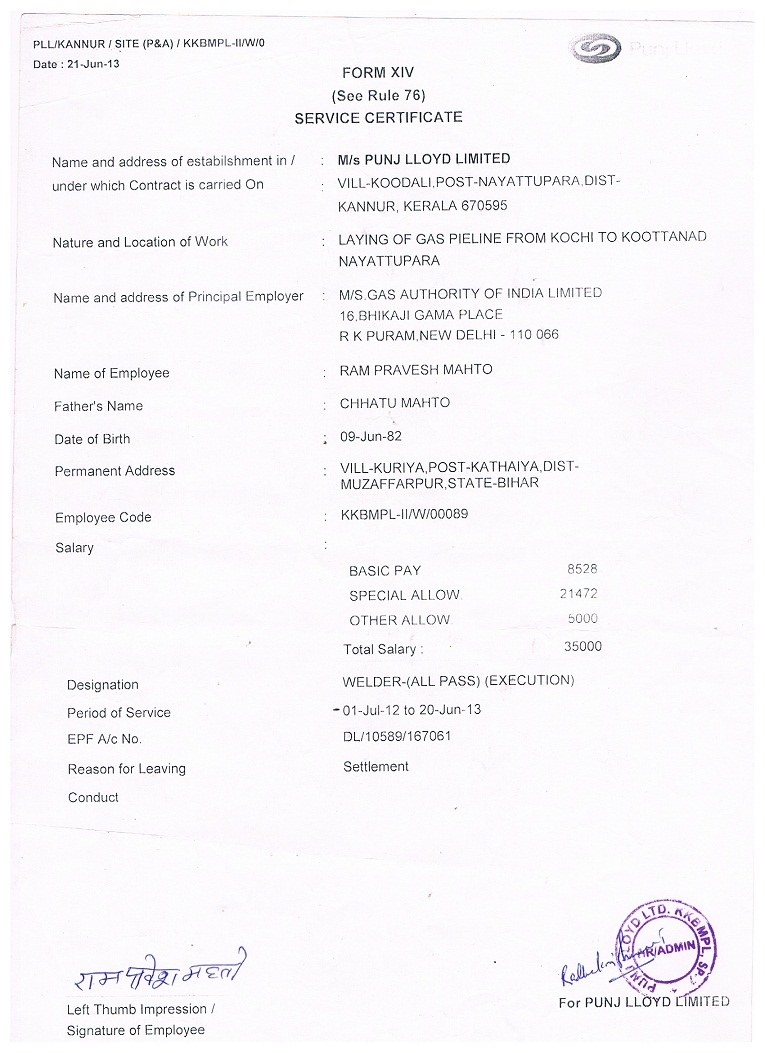 PLL/KANNUR / SITE (P&A) / KKBMPL-II/W/0
Date : 21-Jun-13
Punj Lloyd
FORM XIV
(See Rule 76)
SERVICE CERTIFICATE
Name and address of estabilshment in / : M/s PUNJ LLOYD LIMITED
under which Contract is carried On : VILL-KOODALI,POST-NAYATTUPARA,DIST-
KANNUR, KERALA 670595
Nature and Location of Work : LAYING OF GAS PIELINE FROM KOCHI TO KOOTTANAD
NAYATTUPARA
Name and address of Principal Employer : M/S.GAS AUTHORITY OF INDIA LIMITED
16,BHIKAJI GAMA PLACE
R K PURAM,NEW DELHI - 110 066
Name of Employee : RAM PRAVESH MAHTO
Father's Name : CHHATU MAHTO
Date of Birth : 09-Jun-82
Permanent Address : VILL-KURIYA,POST-KATHAIYA,DIST-
MUZAFFARPUR,STATE-BIHAR
Employee Code : KKBMPL-II/W/00089
Salary :
BASIC PAY 8528
SPECIAL ALLOW. 21472
OTHER ALLOW. 5000
Total Salary : 35000
Designation WELDER-(ALL PASS) (EXECUTION)
Period of Service -01-Jul-12 to 20-Jun-13
EPF A/c No. DL/10589/167061
Reason for Leaving Settlement
Conduct
राम प्रवेश महतो
PUNJ LLOYD LTD. KKBMPL, SP.
HR/ADMIN
Left Thumb Impression /
Signature of Employee
For PUNJ LLOYD LIMITED